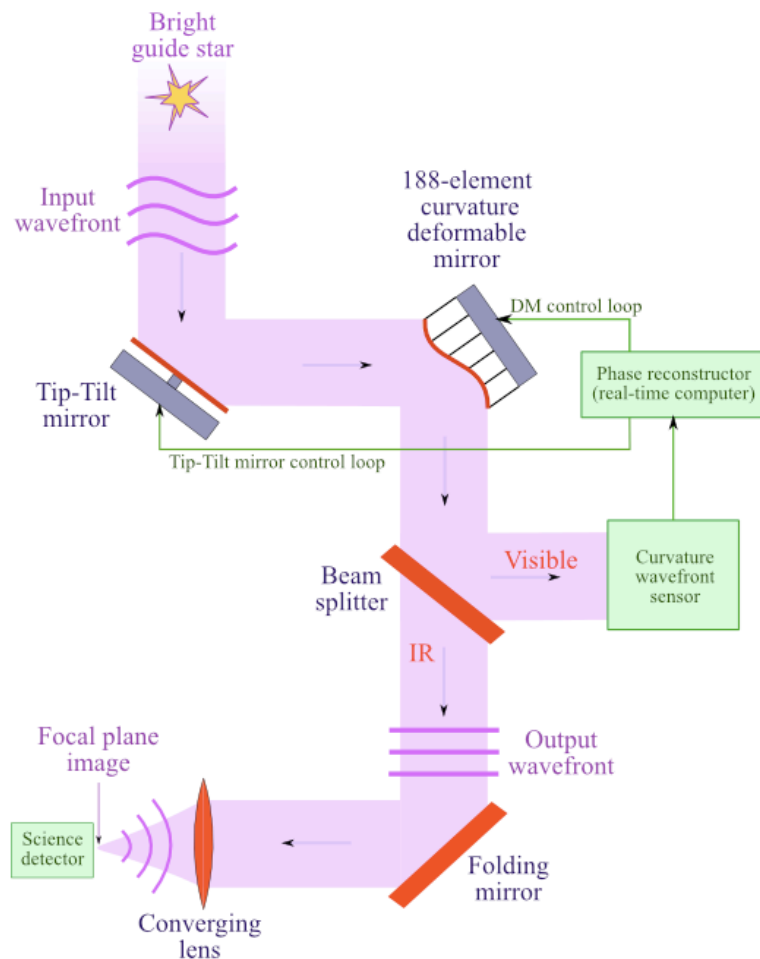 Bright
guide star
Input
wavefront
188-element
curvature
deformable
mirror
DM control loop
Phase reconstructor
(real-time computer)
Tip-Tilt
mirror
Tip-Tilt mirror control loop
Visible
Curvature
wavefront
sensor
Beam
splitter
IR
Output
wavefront
Focal plane
image
Science
detector
Converging
lens
Folding
mirror